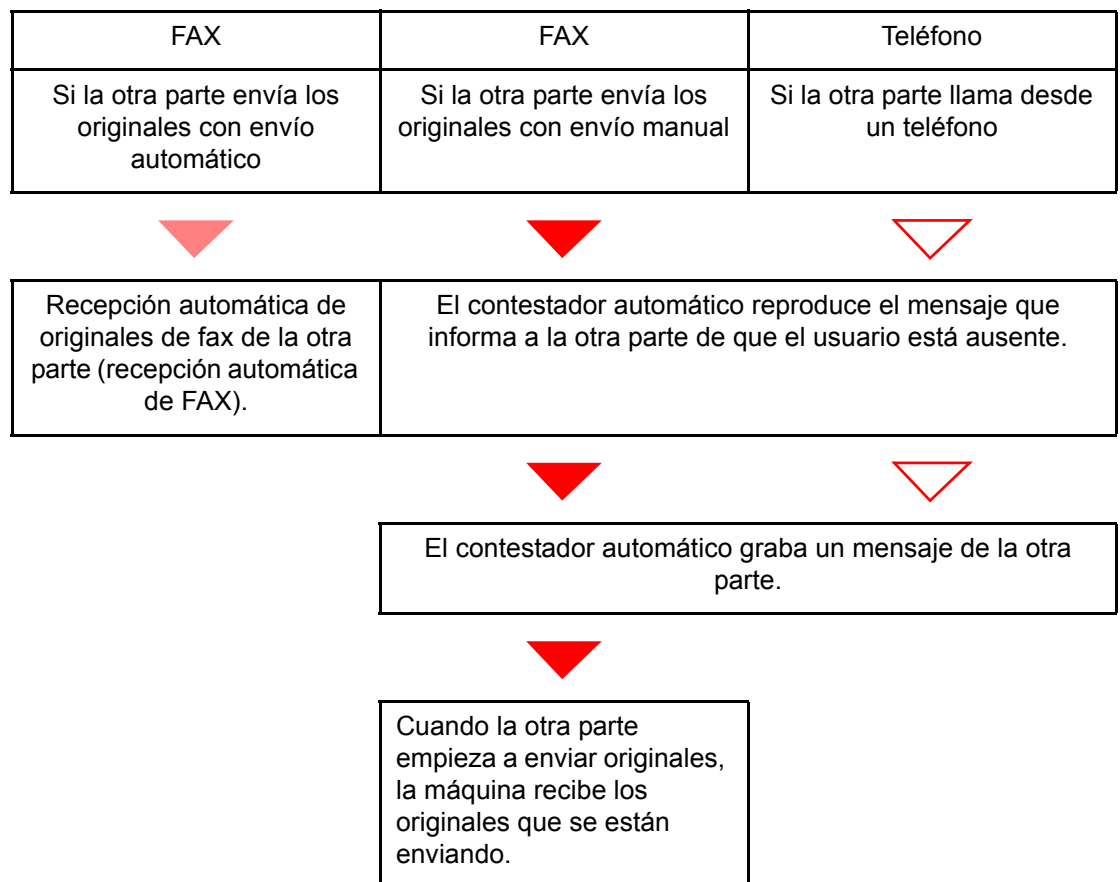 FAX
FAX
Teléfono
Si la otra parte envía los
originales con envío
automático
Si la otra parte envía los
originales con envío manual
Si la otra parte llama desde
un teléfono
Recepción automática de
originales de fax de la otra
parte (recepción automática
de FAX).
El contestador automático reproduce el mensaje que
informa a la otra parte de que el usuario está ausente.
El contestador automático graba un mensaje de la otra
parte.
Cuando la otra parte
empieza a enviar originales,
la máquina recibe los
originales que se están
enviando.